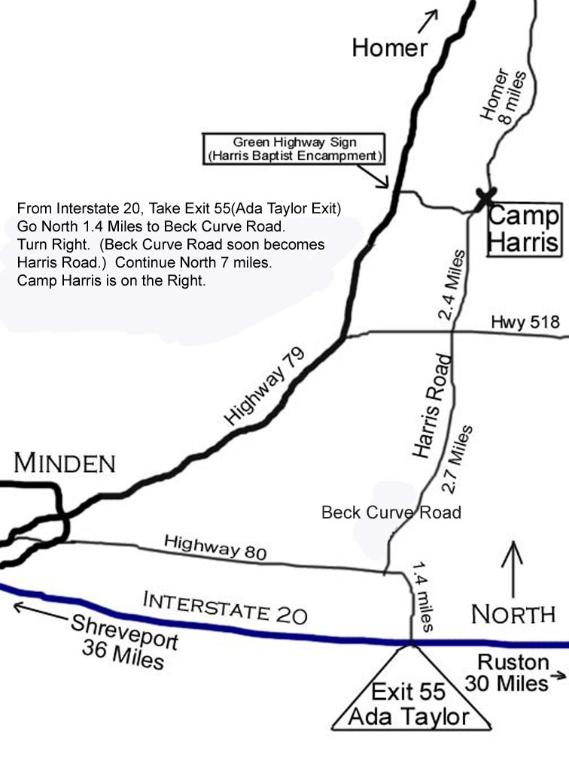 Homer
Homer
8 miles
Green Highway Sign
(Harris Baptist Encampment)
From Interstate 20, Take Exit 55(Ada Taylor Exit)
Go North 1.4 Miles to Beck Curve Road.
Turn Right. (Beck Curve Road soon becomes
Harris Road.) Continue North 7 miles.
Camp Harris is on the Right.
Camp
Harris
2.4 Miles
Hwy 518
Highway 79
Harris Road
2.7 Miles
MINDEN
Beck Curve Road
Highway 80
1.4 miles
INTERSTATE 20
NORTH
Shreveport
36 Miles
Ruston
30 Miles
Exit 55
Ada Taylor